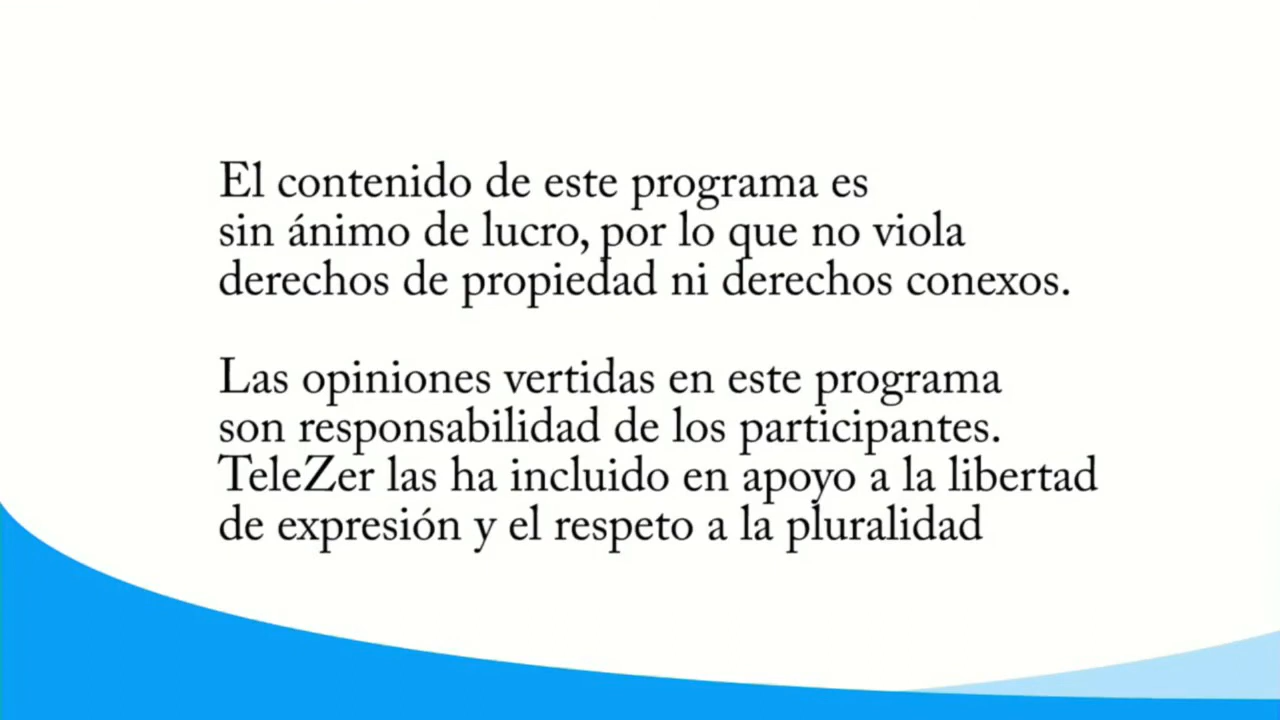 El contenido de este programa es
sin ánimo de lucro, por lo que no viola
derechos de propiedad ni derechos conexos.
Las opiniones vertidas en este programa
son responsabilidad de los participantes.
TeleZer las ha incluido en apoyo a la libertad
de expresión y el respeto a la pluralidad